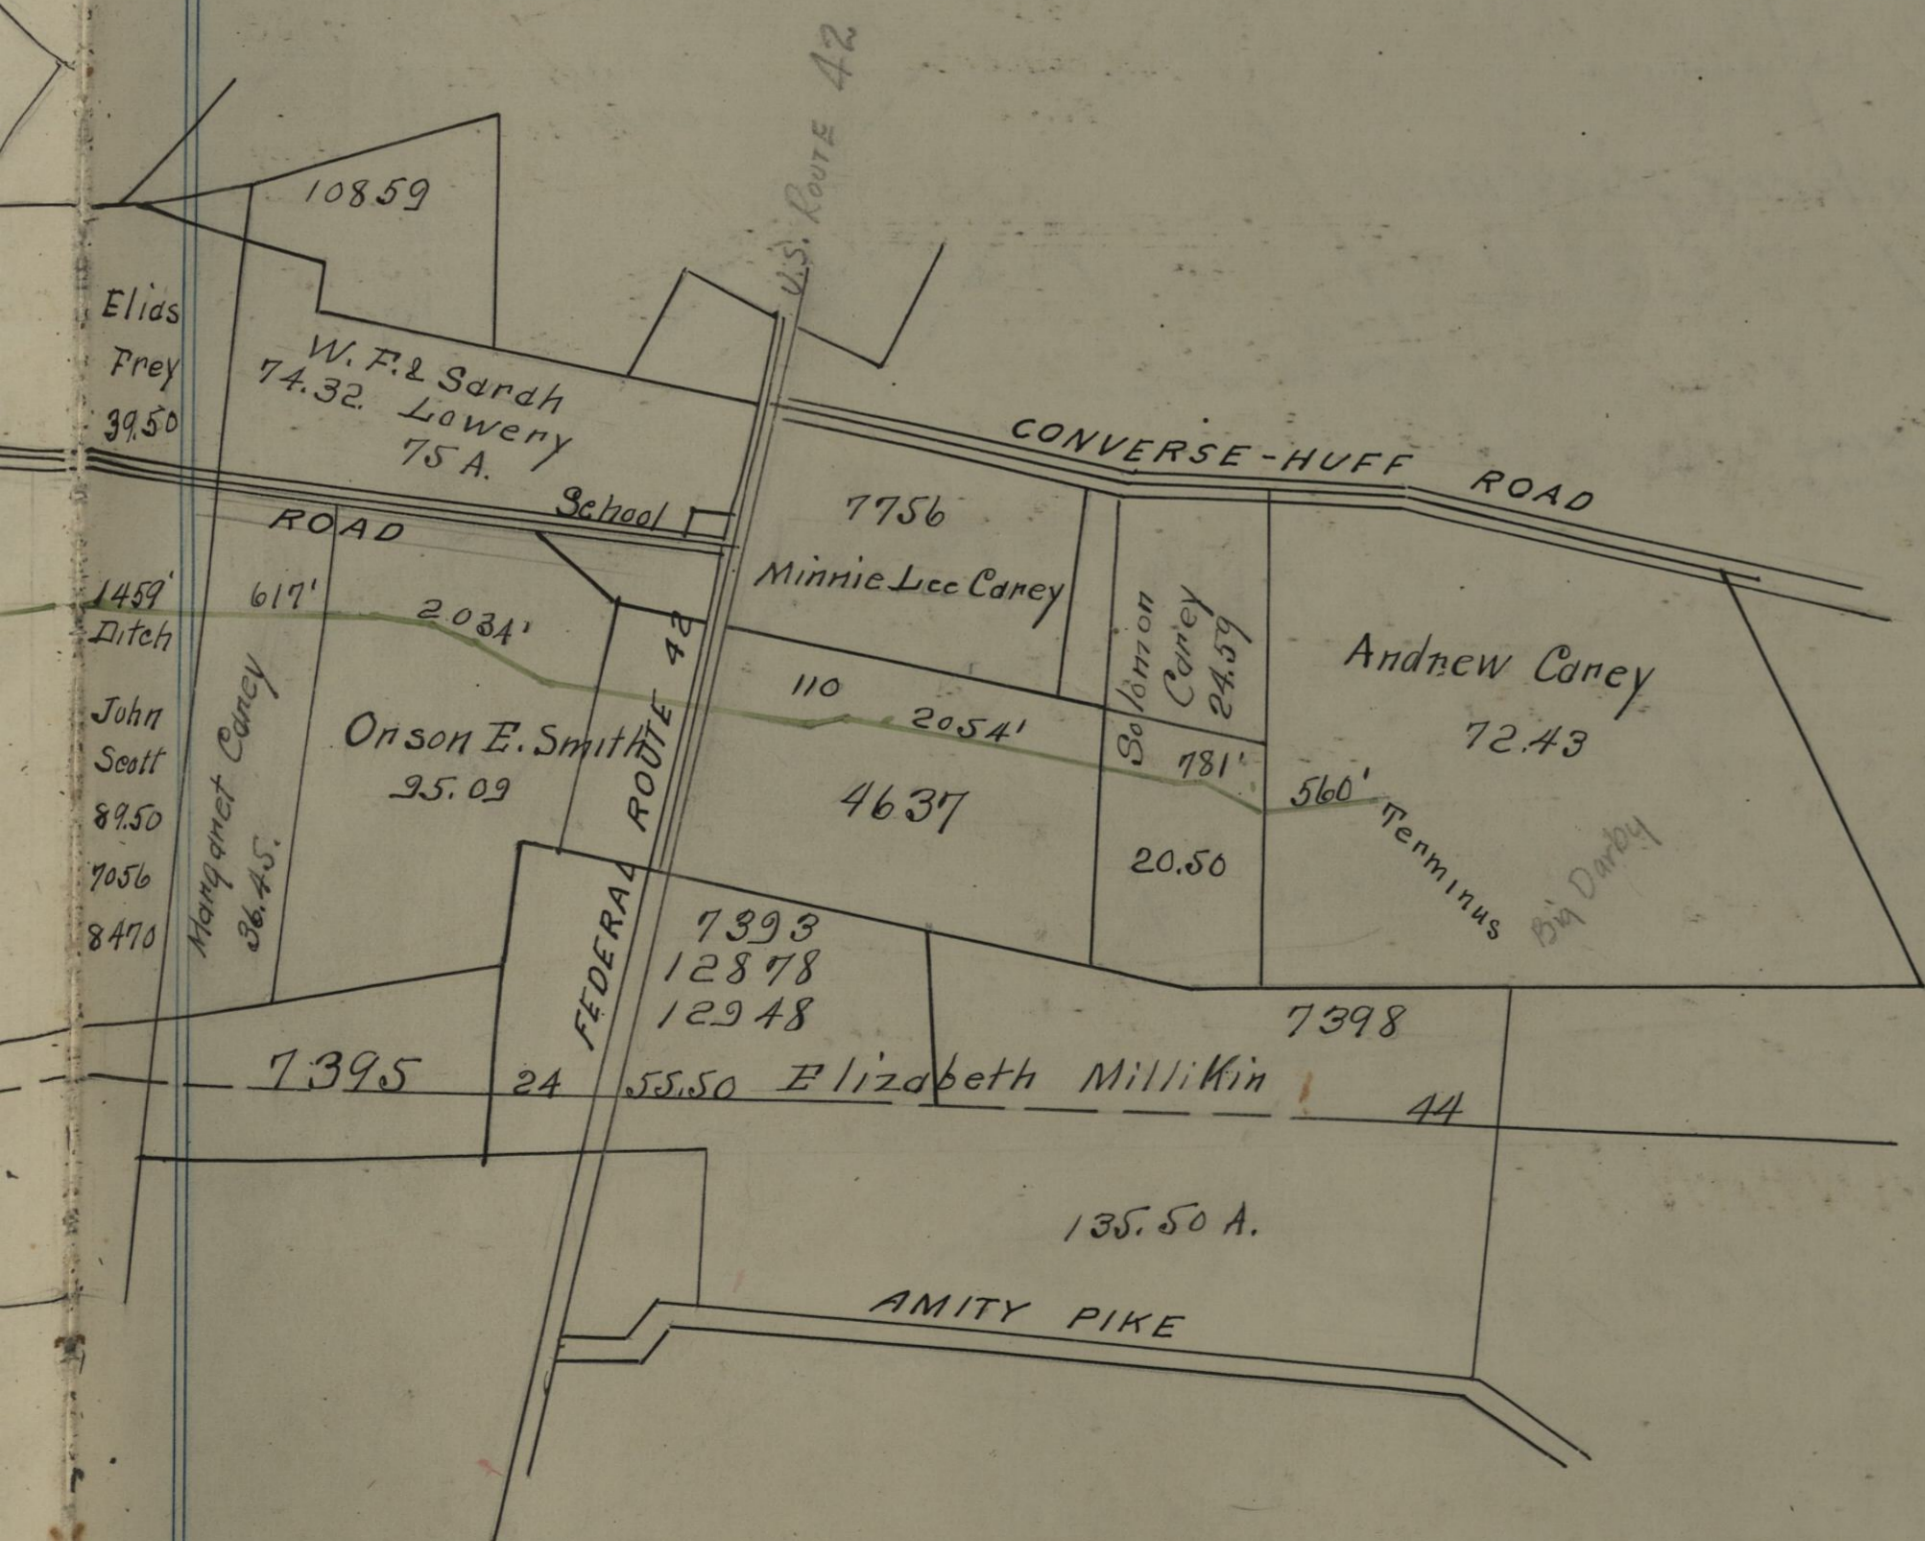 U.S. ROUTE 42
10859
Elias
Frey
39.50
W. F. & Sarah
74.32. Lowery
75 A.
CONVERSE-HUFF ROAD
School
ROAD
7756
Minnie Lee Carey
1459'
Ditch
617'
2034'
John
Scott
89.50
7056
8470
Margaret Carey
36.45.
Orson E. Smith
95.09
FEDERAL ROUTE 42
110
2054'
4637
Solomon
Carey
24.59
781'
20.50
Andrew Carey
72.43
560'
Terminus
Big Darby
7393
12878
12948
7398
7395
24
55.50 Elizabeth Millikin
44
135.50 A.
AMITY PIKE